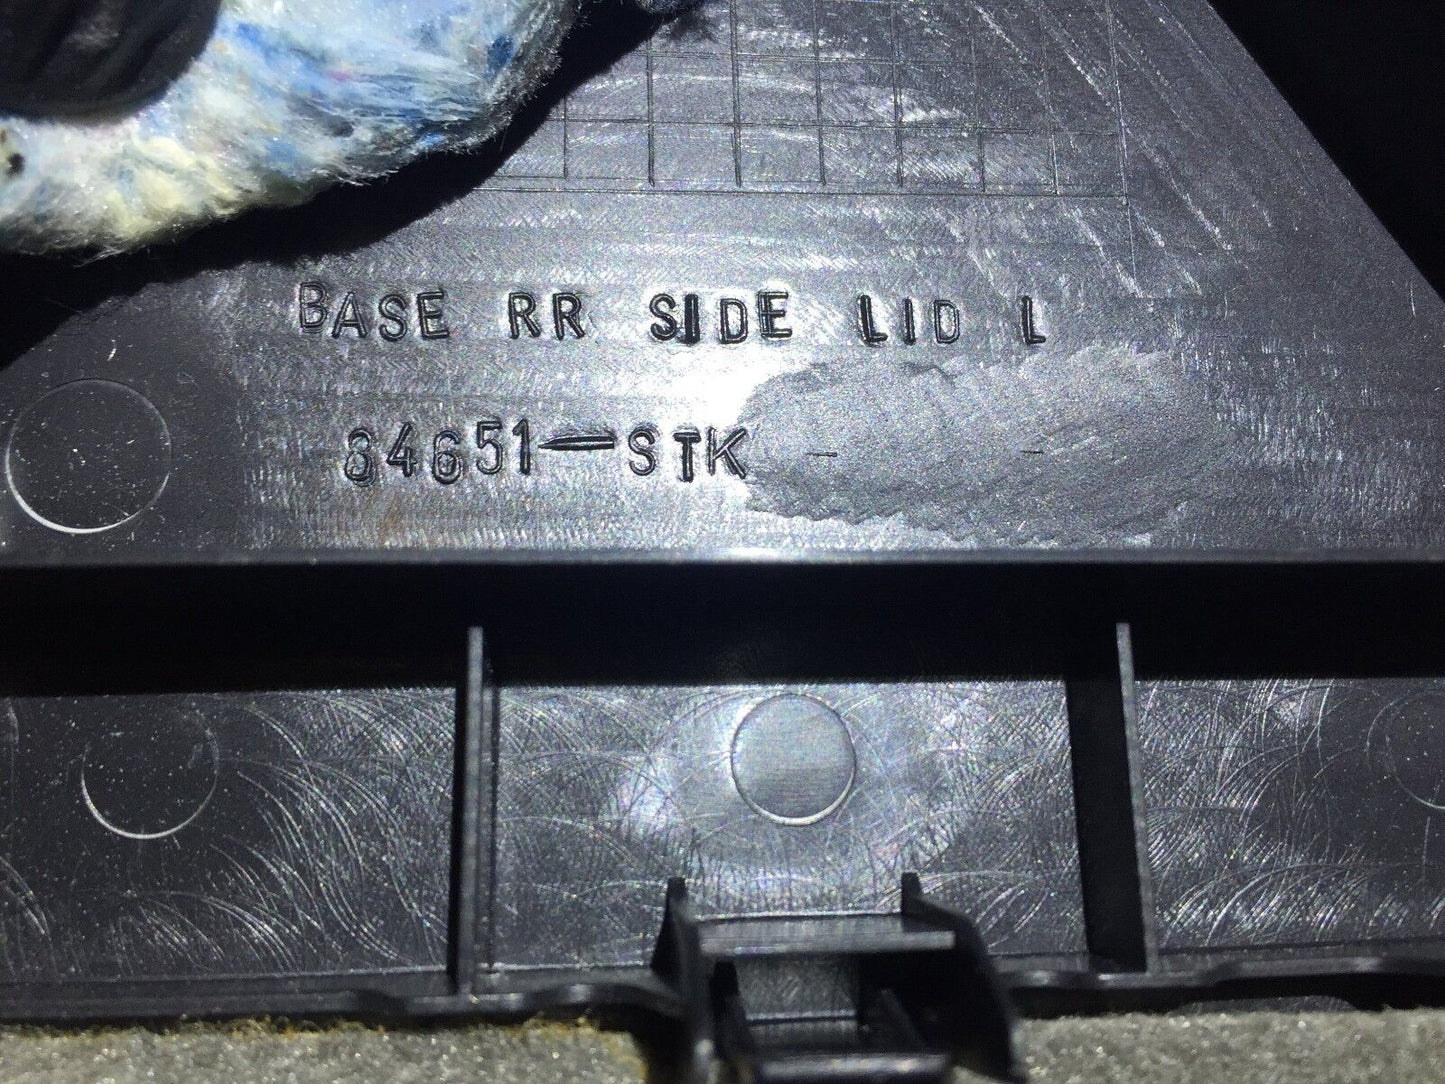 BASE RR SIDE LID L
84651-STK